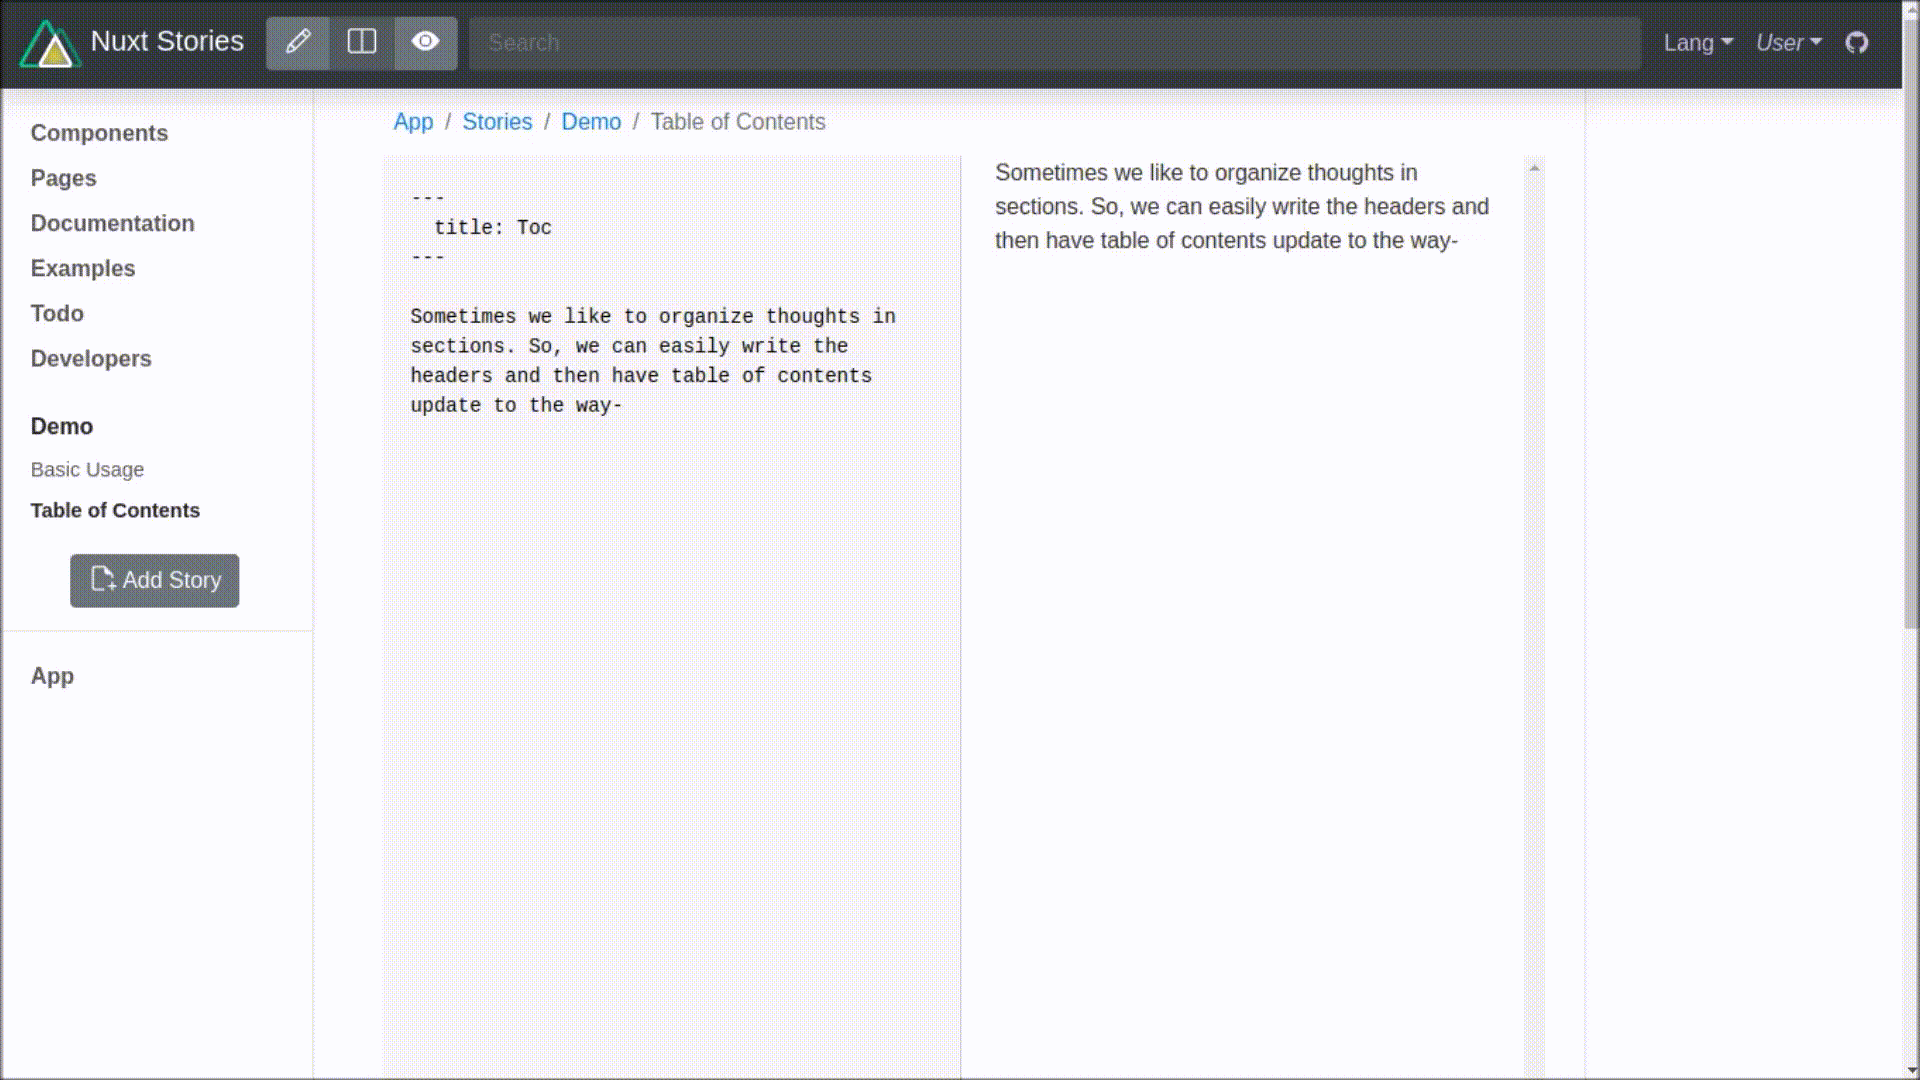 Nuxt Stories
Search
Lang
User
Components
Pages
Documentation
Examples
Todo
Developers
Demo
Basic Usage
Table of Contents
Add Story
App
App / Stories / Demo / Table of Contents
---
title: Toc
---
Sometimes we like to organize thoughts in
sections. So, we can easily write the
headers and then have table of contents
update to the way-
Sometimes we like to organize thoughts in
sections. So, we can easily write the headers and
then have table of contents update to the way-